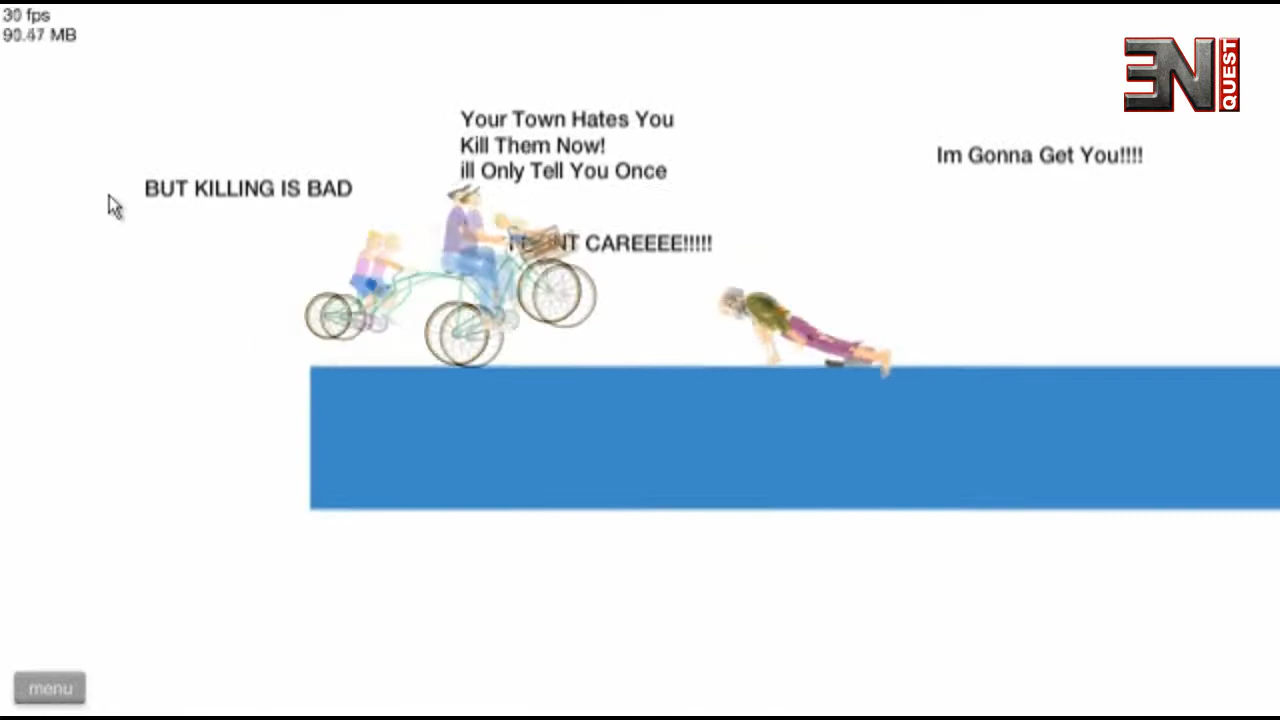 30 fps
90.47 MB
EN
QUEST
Your Town Hates You
Kill Them Now!
ill Only Tell You Once
Im Gonna Get You!!!!
BUT KILLING IS BAD
CAREEEE!!!!!
menu